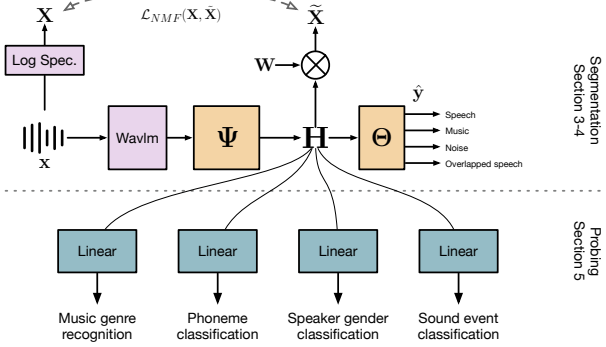 X
ℒNMF(X, X̃)
X̃
Log Spec.
W
ŷ
x
Wavlm
Ψ
H
Θ
Speech
Music
Noise
Overlapped speech
Segmentation
Section 3-4
Linear
Linear
Linear
Linear
Music genre
recognition
Phoneme
classification
Speaker gender
classification
Sound event
classification
Probing
Section 5